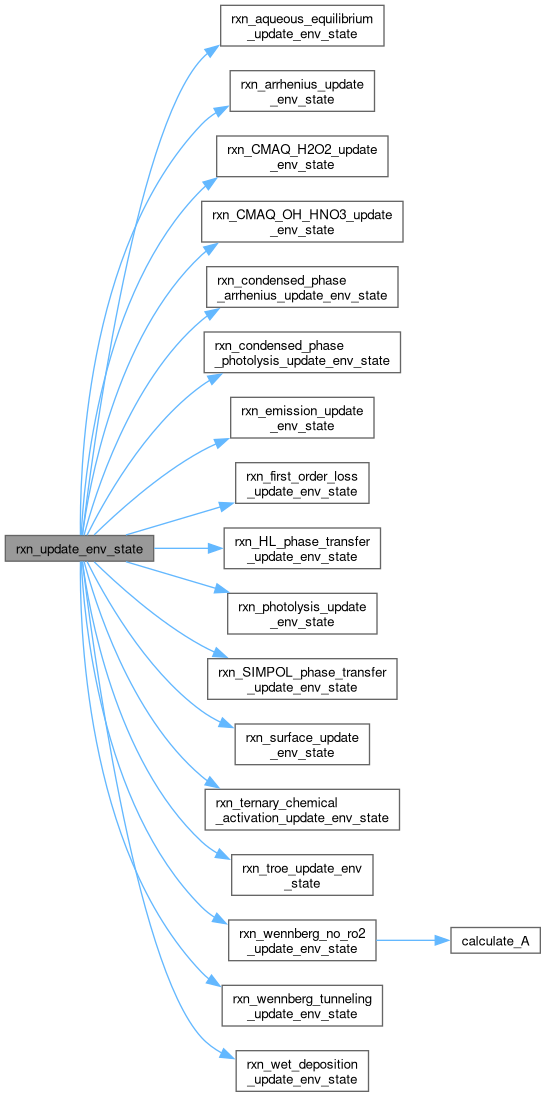 rxn_aqueous_equilibrium
_update_env_state
rxn_arrhenius_update
_env_state
rxn_CMAQ_H2O2_update
_env_state
rxn_CMAQ_OH_HNO3_update
_env_state
rxn_condensed_phase
_arrhenius_update_env_state
rxn_condensed_phase
_photolysis_update_env_state
rxn_emission_update
_env_state
rxn_first_order_loss
_update_env_state
rxn_update_env_state
rxn_HL_phase_transfer
_update_env_state
rxn_photolysis_update
_env_state
rxn_SIMPOL_phase_transfer
_update_env_state
rxn_surface_update
_env_state
rxn_ternary_chemical
_activation_update_env_state
rxn_troe_update_env
_state
rxn_wennberg_no_ro2
_update_env_state
calculate_A
rxn_wennberg_tunneling
_update_env_state
rxn_wet_deposition
_update_env_state